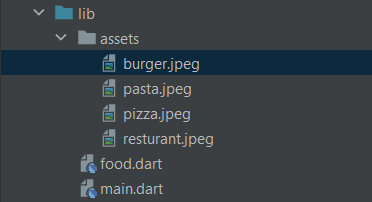 lib
assets
burger.jpeg
pasta.jpeg
pizza.jpeg
resturant.jpeg
food.dart
main.dart